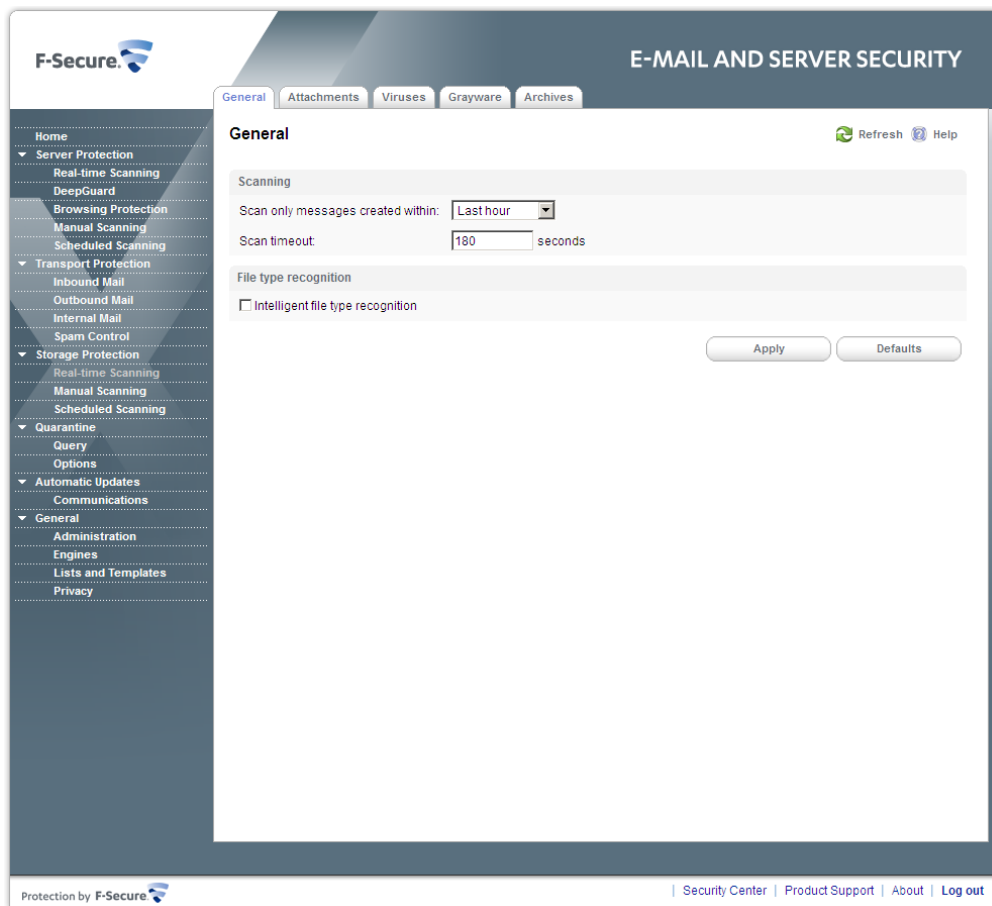 F-Secure.
E-MAIL AND SERVER SECURITY
General Attachments Viruses Grayware Archives
Home
Server Protection
Real-time Scanning
DeepGuard
Browsing Protection
Manual Scanning
Scheduled Scanning
Transport Protection
Inbound Mail
Outbound Mail
Internal Mail
Spam Control
Storage Protection
Real-time Scanning
Manual Scanning
Scheduled Scanning
Quarantine
Query
Options
Automatic Updates
Communications
General
Administration
Engines
Lists and Templates
Privacy
General
Refresh Help
Scanning
Scan only messages created within: Last hour
Scan timeout: 180 seconds
File type recognition
Intelligent file type recognition
Apply Defaults
Protection by F-Secure.
| Security Center | Product Support | About | Log out